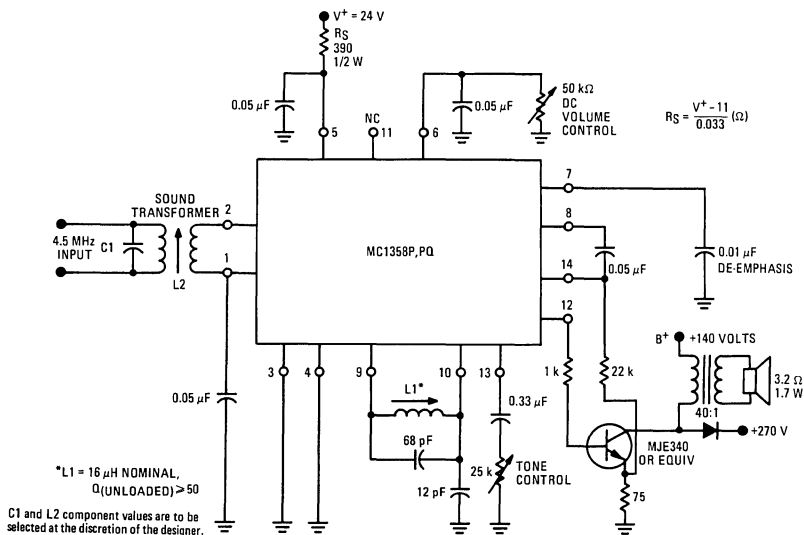 V+ = 24 V
RS
390
1/2 W
0.05 µF
NC
5
11
6
0.05 µF
50 kΩ
DC
VOLUME
CONTROL
RS = V+ -11 / 0.033 (Ω)
SOUND
TRANSFORMER
2
4.5 MHz
INPUT
C1
L2
1
MC1358P,PQ
7
8
14
12
0.05 µF
0.01 µF
DE-EMPHASIS
3
4
9
10
13
0.05 µF
L1*
68 pF
12 pF
0.33 µF
25 k
TONE
CONTROL
1 k
22 k
B+
+140 VOLTS
3.2 Ω
1.7 W
40:1
+270 V
MJE340
OR EQUIV
75
*L1 = 16 µH NOMINAL,
Q(UNLOADED) ≥ 50
C1 and L2 component values are to be
selected at the discretion of the designer.